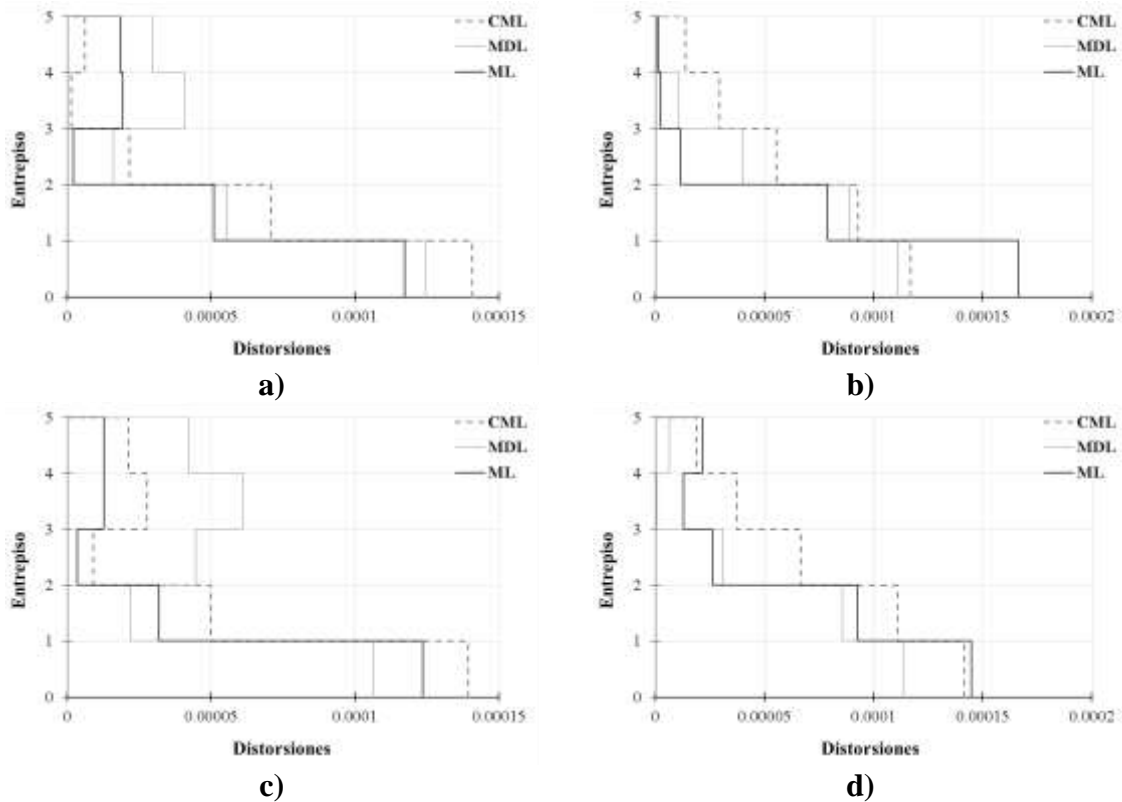 5
4
3
2
1
0
Entrepiso
CML
MDL
ML
0 0.00005 0.0001 0.00015
Distorsiones
a)
5
4
3
2
1
0
Entrepiso
CML
MDL
ML
0 0.00005 0.0001 0.00015 0.0002
Distorsiones
b)
5
4
3
2
1
0
Entrepiso
CML
MDL
ML
0 0.00005 0.0001 0.00015
Distorsiones
c)
5
4
3
2
1
0
Entrepiso
CML
MDL
ML
0 0.00005 0.0001 0.00015 0.0002
Distorsiones
d)